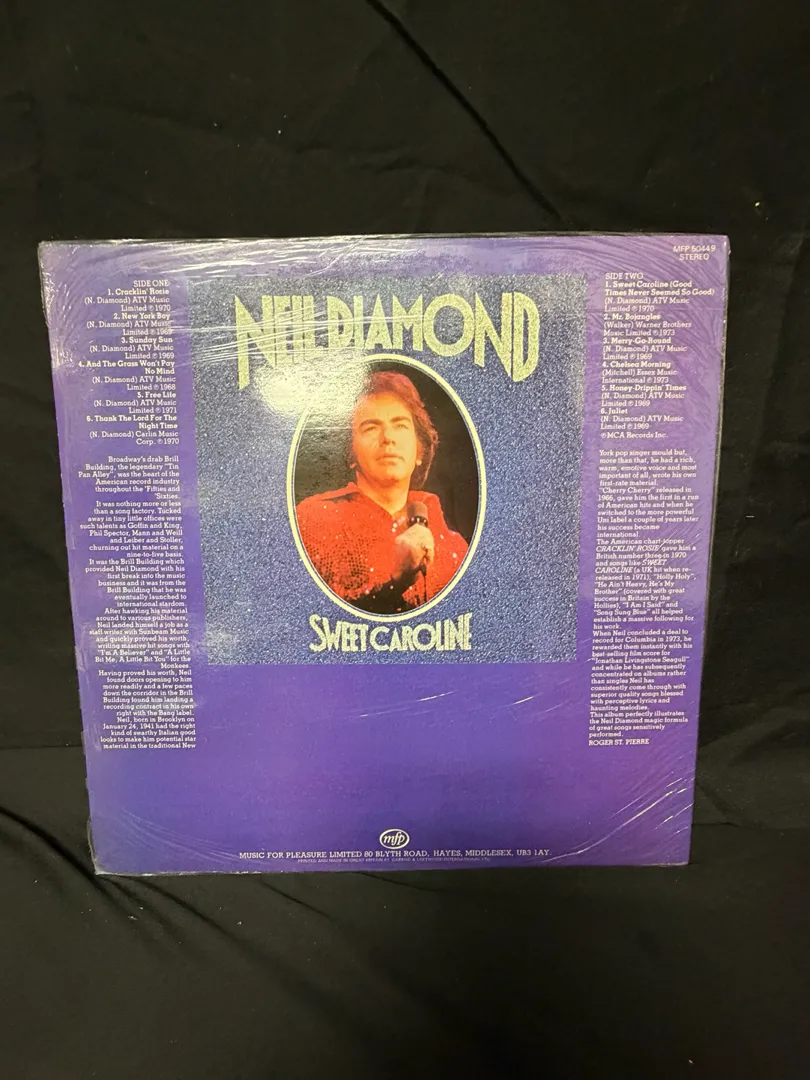 MFP 50449
STEREO
SIDE ONE
1. Cracklin' Rosie
(N. Diamond) ATV Music
Limited ℗ 1970
2. New York Boy
(N. Diamond) ATV Music
Limited ℗ 1969
3. Sunday Sun
(N. Diamond) ATV Music
Limited ℗ 1969
4. And The Grass Won't Pay
No Mind
(N. Diamond) ATV Music
Limited ℗ 1968
5. Free Life
(N. Diamond) ATV Music
Limited ℗ 1971
6. Thank The Lord For The
Night Time
(N. Diamond) Carlin Music
Corp. ℗ 1970
Broadway's drab Brill
Building, the legendary "Tin
Pan Alley", was the heart of the
American record industry
throughout the 'Fifties and
'Sixties.
It was nothing more or less
than a song factory. Tucked
away in tiny little offices were
such talents as Goffin and King,
Phil Spector, Mann and Weill
and Leiber and Stoller,
churning out hit material on a
nine-to-five basis.
It was the Brill Building which
provided Neil Diamond with his
first break into the music
business and it was from the
Brill Building that he was
eventually launched to
international stardom.
After hawking his material
around to various publishers,
Neil landed himself a job as a
staff writer with Sunbeam Music
and quickly proved his worth,
writing massive hit songs with
"I'm A Believer" and "A Little
Bit Me, A Little Bit You" for the
Monkees.
Having proved his worth, Neil
found doors opening to him
more readily and a few paces
down the corridor in the Brill
Building found him landing a
recording contract in his own
right with the Bang label.
Neil, born in Brooklyn on
January 24, 1941 had the right
kind of swarthy Italian good
looks to make him potential star
material in the traditional New
NEIL DIAMOND
SWEET CAROLINE
SIDE TWO
1. Sweet Caroline (Good
Times Never Seemed So Good)
(N. Diamond) ATV Music
Limited ℗ 1970
2. Mr. Bojangles
(Walker) Warner Brothers
Music Limited ℗ 1973
3. Merry-Go-Round
(N. Diamond) ATV Music
Limited ℗ 1969
4. Chelsea Morning
(Mitchell) Essex Music
International ℗ 1973
5. Honey-Drippin' Times
(N. Diamond) ATV Music
Limited ℗ 1969
6. Juliet
(N. Diamond) ATV Music
Limited ℗ 1969
℗ MCA Records Inc.
York pop singer mould but,
more than that, he had a rich,
warm, emotive voice and most
important of all, wrote his own
first-rate material.
"Cherry Cherry" released in
1966, gave him the first in a run
of American hits and when he
switched to the more powerful
Uni label a couple of years later
his success became
international.
The American chart-topper
CRACKLIN' ROSIE gave him a
British number three in 1970
and songs like SWEET
CAROLINE (a UK hit when re-
released in 1971), "Holly Holy",
"He Ain't Heavy, He's My
Brother" (covered with great
success in Britain by the
Hollies), "I Am I Said" and
"Song Sung Blue" all helped
establish a massive following for
his work.
When Neil concluded a deal to
record for Columbia in 1973, he
rewarded them instantly with his
best-selling film score for
"Jonathan Livingstone Seagull"
and while he has subsequently
concentrated on albums rather
than singles Neil has
consistently come through with
superior quality songs blessed
with perceptive lyrics and
haunting melodies.
This album perfectly illustrates
the Neil Diamond magic formula
of great songs sensitively
performed.
ROGER ST. PIERRE
mfp
MUSIC FOR PLEASURE LIMITED 80 BLYTH ROAD, HAYES, MIDDLESEX, UB3 1AY.
PRINTED AND MADE IN GREAT BRITAIN BY GARROD & LOFTHOUSE INTERNATIONAL LTD.